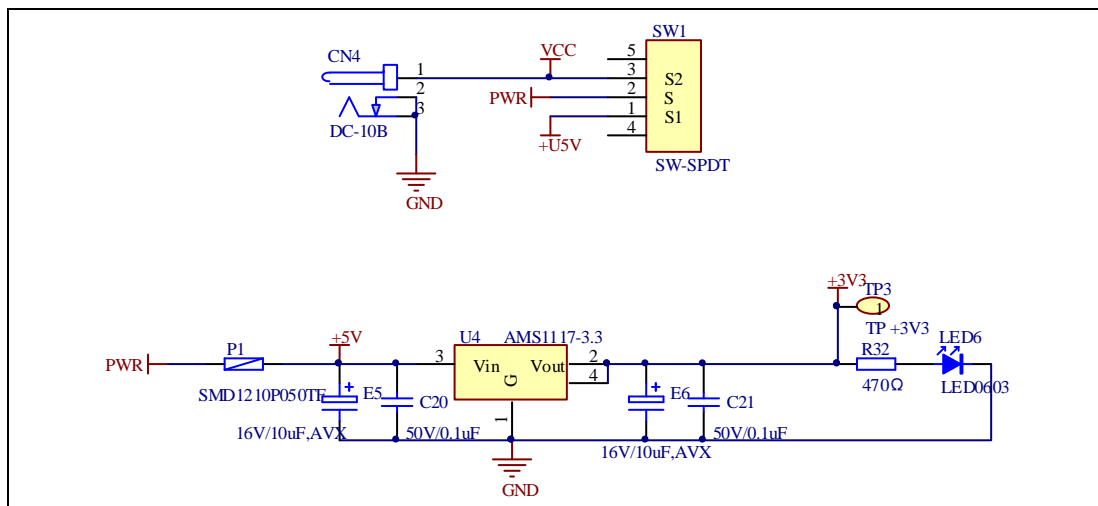 SW1
CN4
VCC
5
1
3
S2
2
PWR
2
S
3
1
S1
DC-10B
+U5V
4
SW-SPDT
GND
+3V3
TP3
1
TP +3V3
P1
+5V
U4
AMS1117-3.3
R32
LED6
PWR
3
Vin
G
Vout
2
4
SMD1210P050TF
E5
C20
E6
C21
470Ω
LED0603
1
16V/10uF,AVX
50V/0.1uF
16V/10uF,AVX
50V/0.1uF
GND